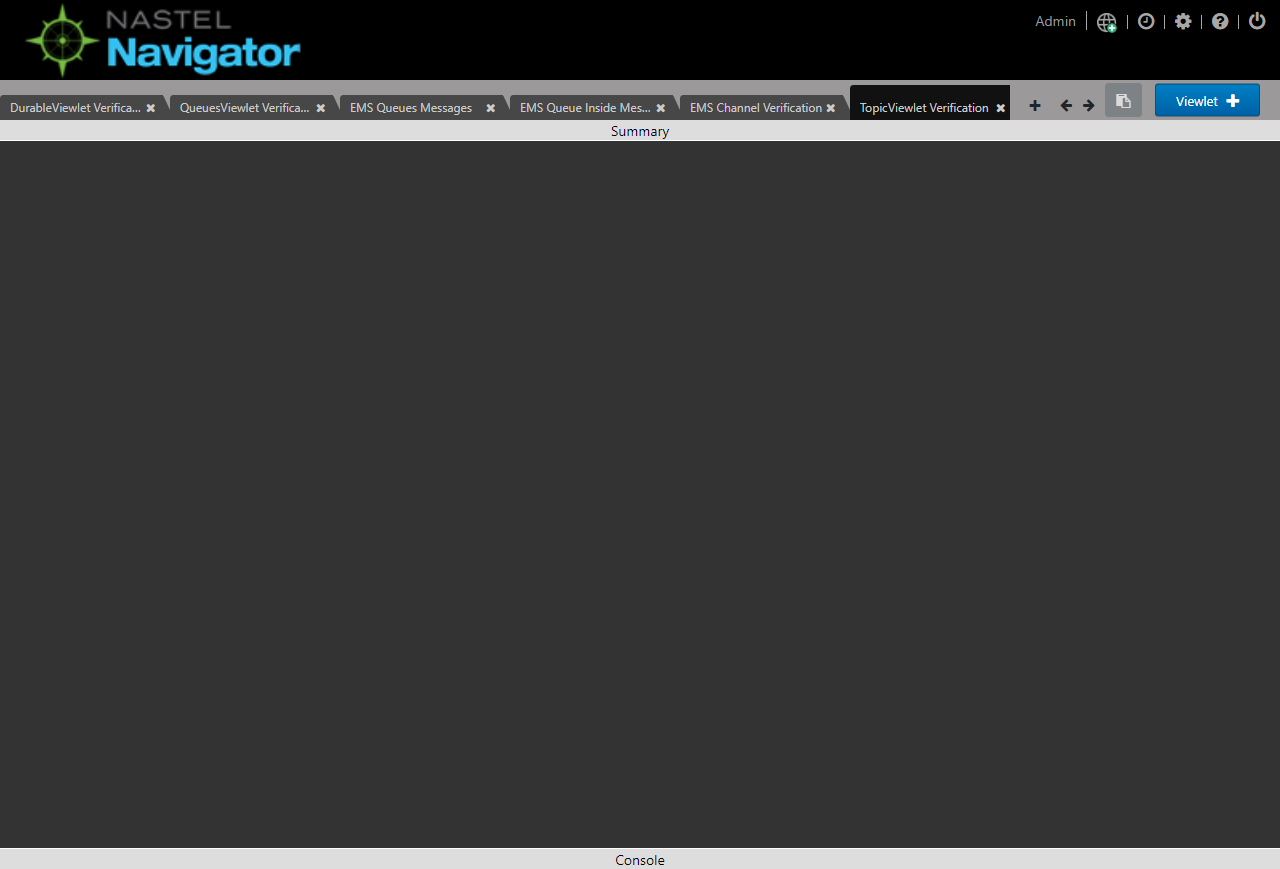 NASTEL
Navigator
Admin
DurableViewlet Verifica...
QueuesViewlet Verifica...
EMS Queues Messages
EMS Queue Inside Mes...
EMS Channel Verification
TopicViewlet Verification
Viewlet
Summary
Console